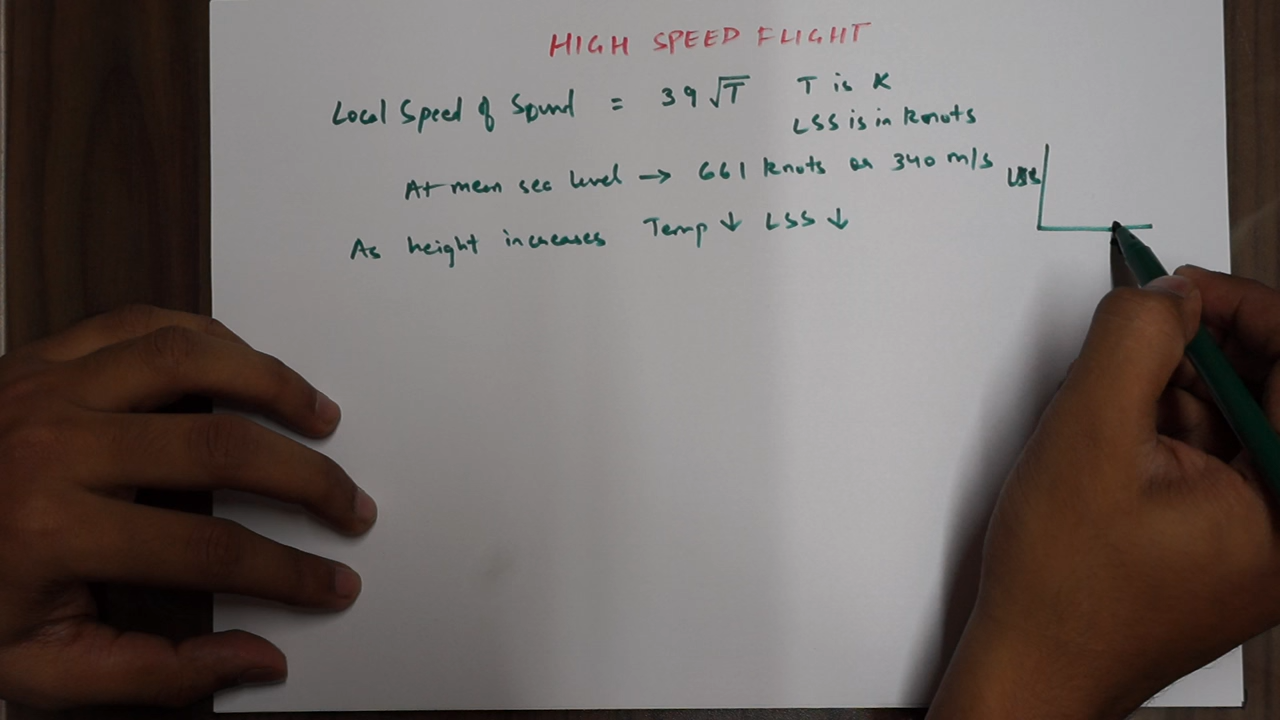 HIGH SPEED FLIGHT
Local Speed of Sound = 39√T T is K
LSS is in knots
At mean sea level → 661 knots or 340 m/s
LSS
As height increases Temp ↓ LSS ↓